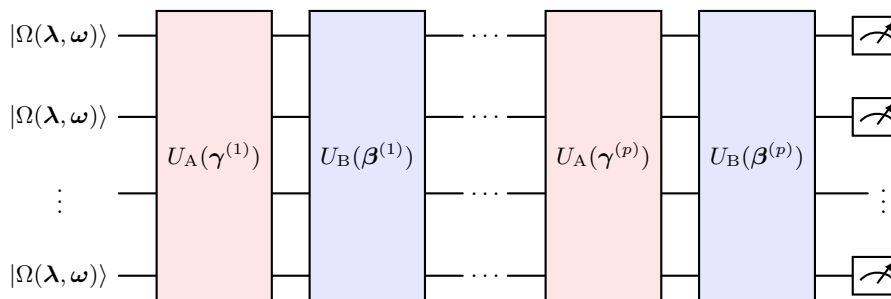 |Ω(λ, ω)⟩
|Ω(λ, ω)⟩
U_A(γ^(1)) U_B(β^(1)) ⋯ U_A(γ^(p)) U_B(β^(p))
⋮ ⋮
|Ω(λ, ω)⟩